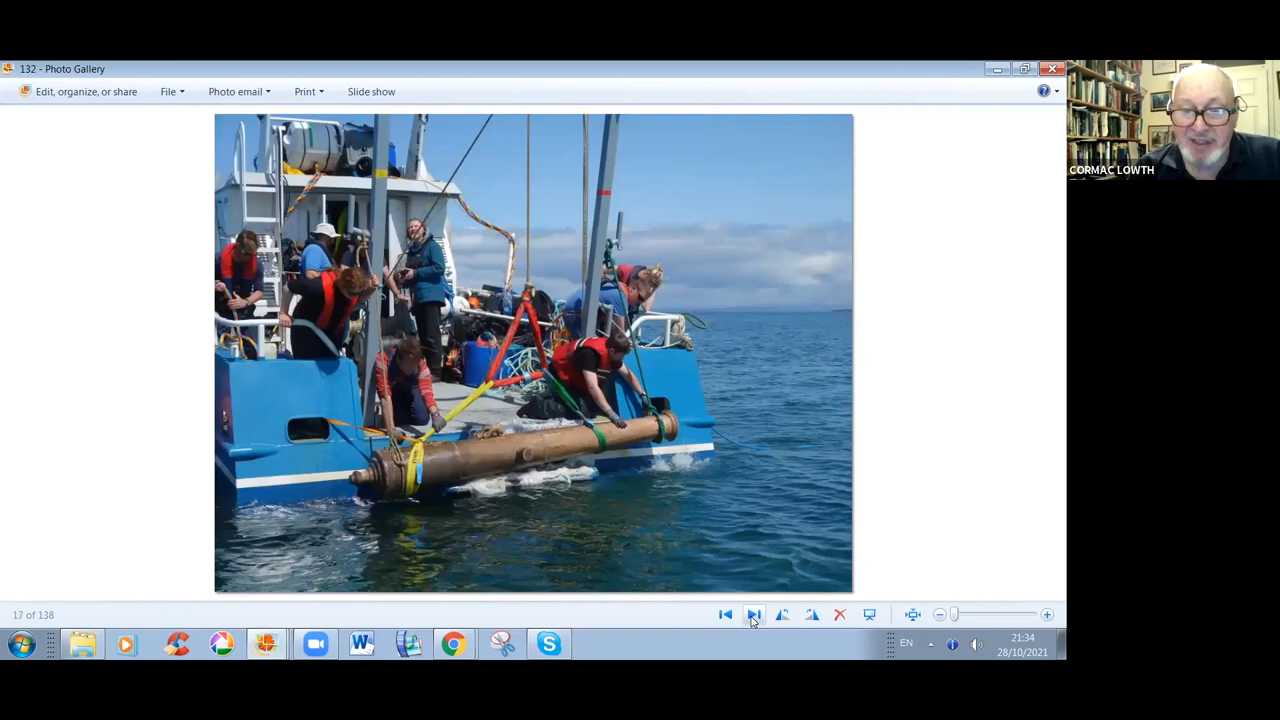 132 - Photo Gallery
Edit, organize, or share
File
Photo email
Print
Slide show
CORMAC LOWTH
17 of 138
EN
21:34
28/10/2021